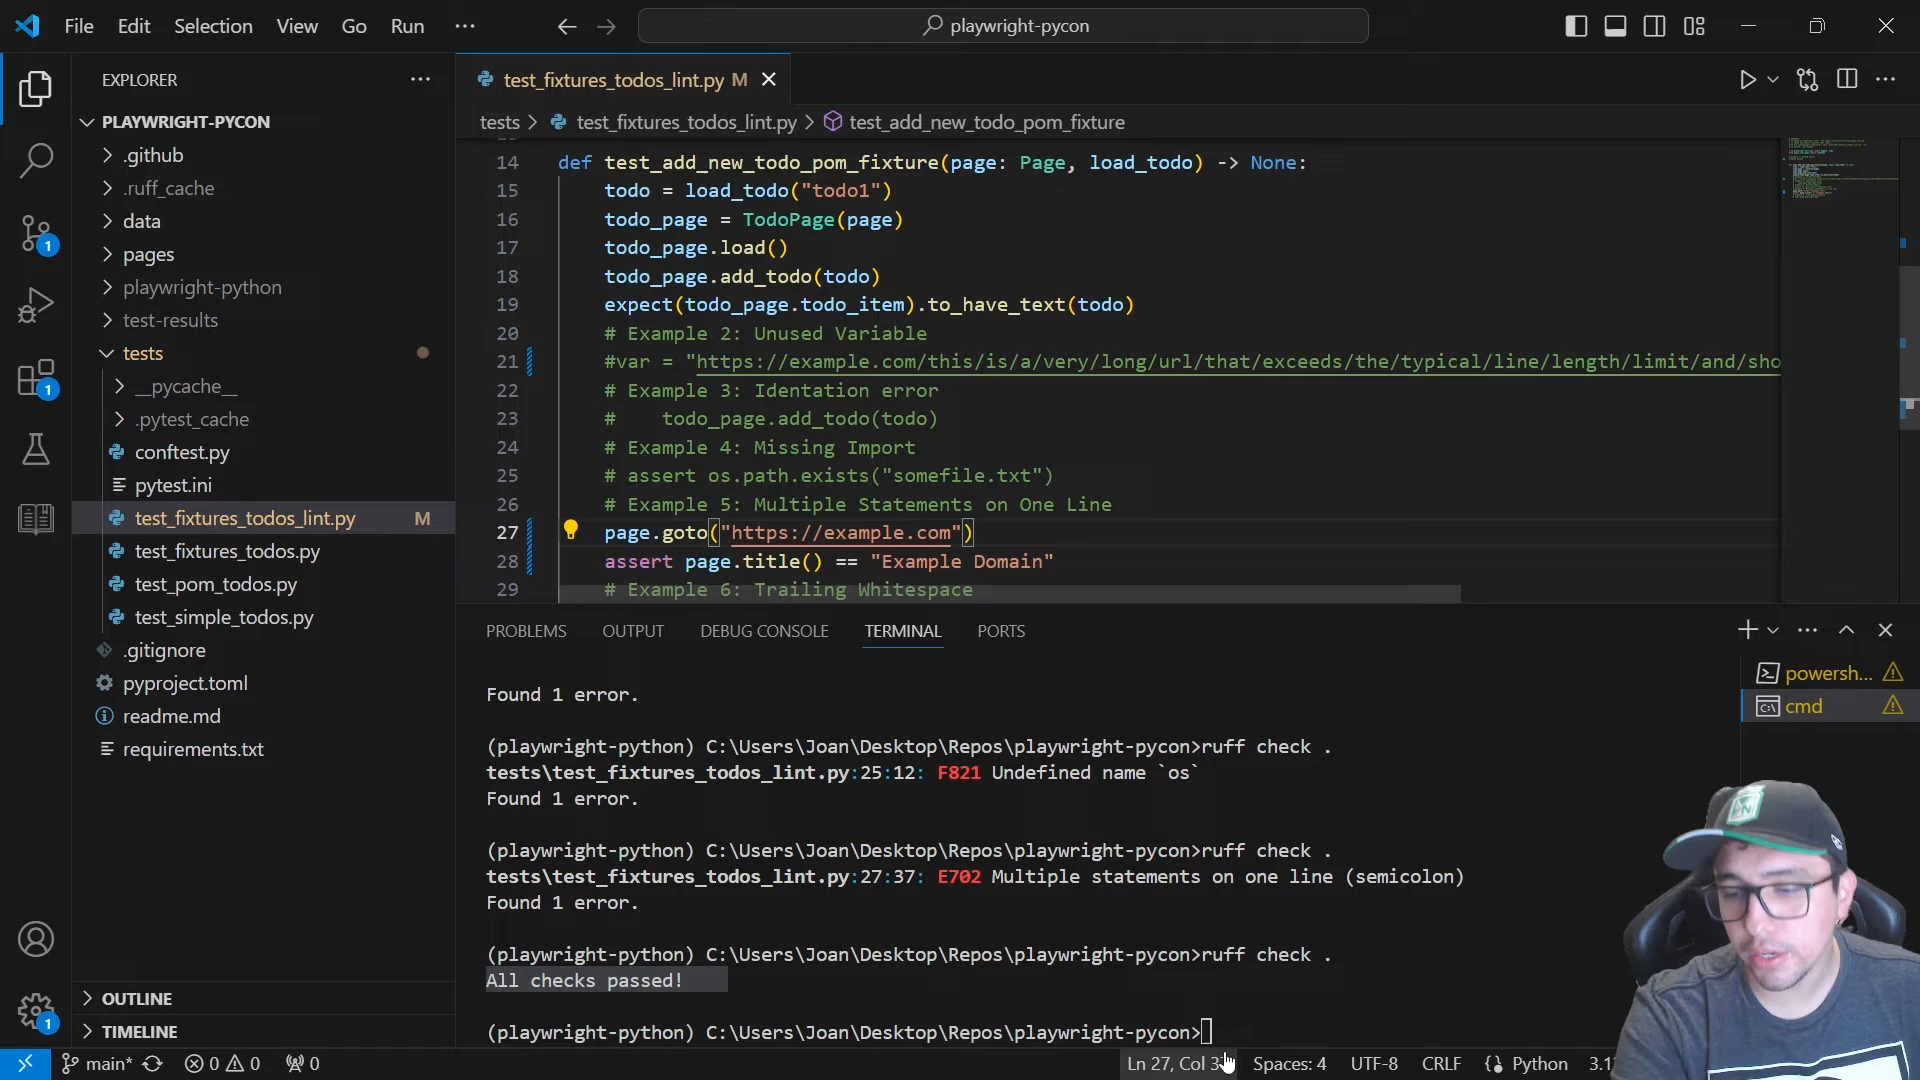 File Edit Selection View Go Run ···
playwright-pycon
EXPLORER
PLAYWRIGHT-PYCON
.github
.ruff_cache
data
pages
playwright-python
test-results
tests
__pycache__
.pytest_cache
conftest.py
pytest.ini
test_fixtures_todos_lint.py M
test_fixtures_todos.py
test_pom_todos.py
test_simple_todos.py
.gitignore
pyproject.toml
readme.md
requirements.txt
OUTLINE
TIMELINE
1
1
1
test_fixtures_todos_lint.py M
tests > test_fixtures_todos_lint.py > test_add_new_todo_pom_fixture
14 def test_add_new_todo_pom_fixture(page: Page, load_todo) -> None:
15 todo = load_todo("todo1")
16 todo_page = TodoPage(page)
17 todo_page.load()
18 todo_page.add_todo(todo)
19 expect(todo_page.todo_item).to_have_text(todo)
20 # Example 2: Unused Variable
21 #var = "https://example.com/this/is/a/very/long/url/that/exceeds/the/typical/line/length/limit/and/sho
22 # Example 3: Identation error
23 # todo_page.add_todo(todo)
24 # Example 4: Missing Import
25 # assert os.path.exists("somefile.txt")
26 # Example 5: Multiple Statements on One Line
27 page.goto("https://example.com")
28 assert page.title() == "Example Domain"
29 # Example 6: Trailing Whitespace
PROBLEMS OUTPUT DEBUG CONSOLE TERMINAL PORTS
Found 1 error.
(playwright-python) C:\Users\Joan\Desktop\Repos\playwright-pycon>ruff check .
tests\test_fixtures_todos_lint.py:25:12: F821 Undefined name `os`
Found 1 error.
(playwright-python) C:\Users\Joan\Desktop\Repos\playwright-pycon>ruff check .
tests\test_fixtures_todos_lint.py:27:37: E702 Multiple statements on one line (semicolon)
Found 1 error.
(playwright-python) C:\Users\Joan\Desktop\Repos\playwright-pycon>ruff check .
All checks passed!
(playwright-python) C:\Users\Joan\Desktop\Repos\playwright-pycon>
powersh...
cmd
main* 0 0 0
Ln 27, Col 3 Spaces: 4 UTF-8 CRLF Python